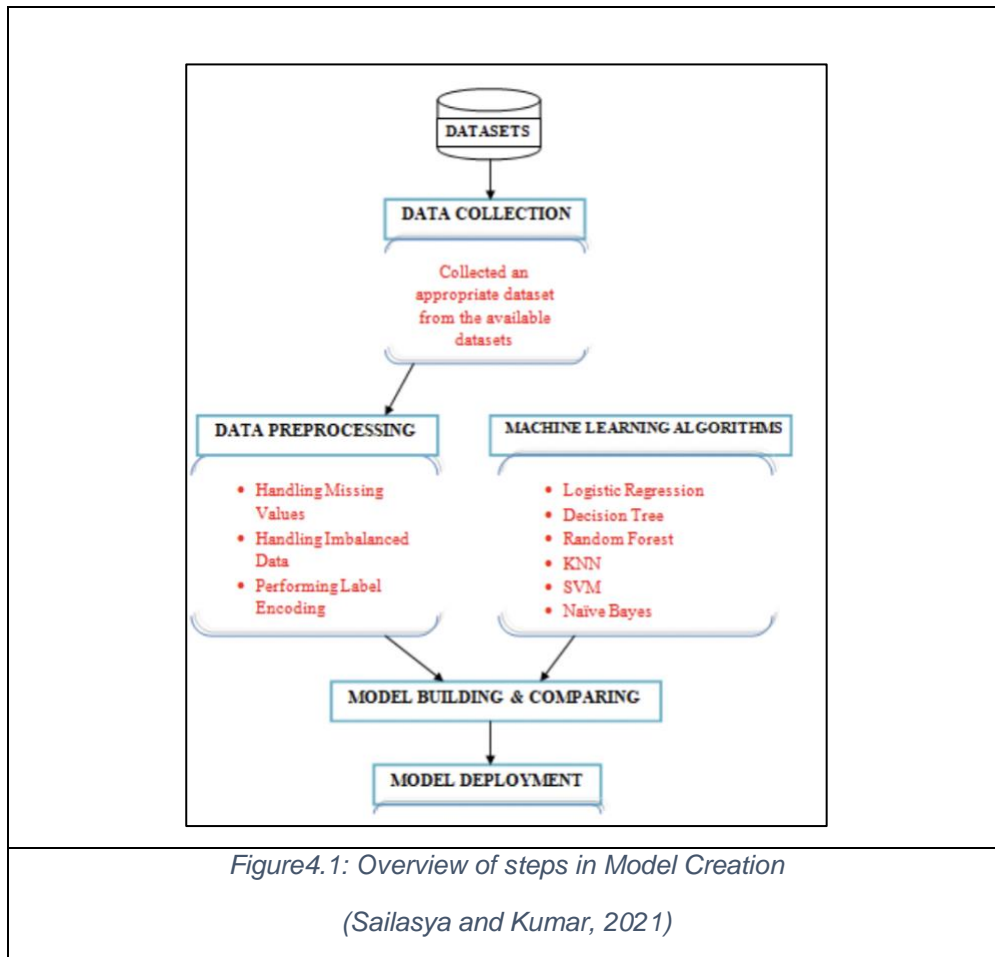 DATASETS
DATA COLLECTION
Collected an
appropriate dataset
from the available
datasets
DATA PREPROCESSING
• Handling Missing
Values
• Handling Imbalanced
Data
• Performing Label
Encoding
MACHINE LEARNING ALGORITHMS
• Logistic Regression
• Decision Tree
• Random Forest
• KNN
• SVM
• Naïve Bayes
MODEL BUILDING & COMPARING
MODEL DEPLOYMENT
Figure4.1: Overview of steps in Model Creation
(Sailasya and Kumar, 2021)